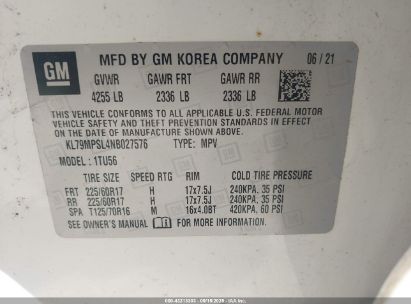 GM
MFD BY GM KOREA COMPANY 06 / 21
GVWR GAWR FRT GAWR RR
4255 LB 2336 LB 2336 LB
THIS VEHICLE CONFORMS TO ALL APPLICABLE U.S. FEDERAL MOTOR
VEHICLE SAFETY, BUMPER, AND THEFT PREVENTION STANDARDS
IN EFFECT ON THE DATE OF MANUFACTURE SHOWN ABOVE.
KL79MPSL4NB027576 TYPE: MPV
MODEL: 1TU56
TIRE SIZE SPEED RTG RIM COLD TIRE PRESSURE
FRT 225/60R17 H 17x7.5J 240KPA, 35 PSI
RR 225/60R17 H 17x7.5J 240KPA, 35 PSI
SPA T125/70R16 M 16x4.0BT 420KPA, 60 PSI
SEE OWNER'S MANUAL FOR MORE INFORMATION.